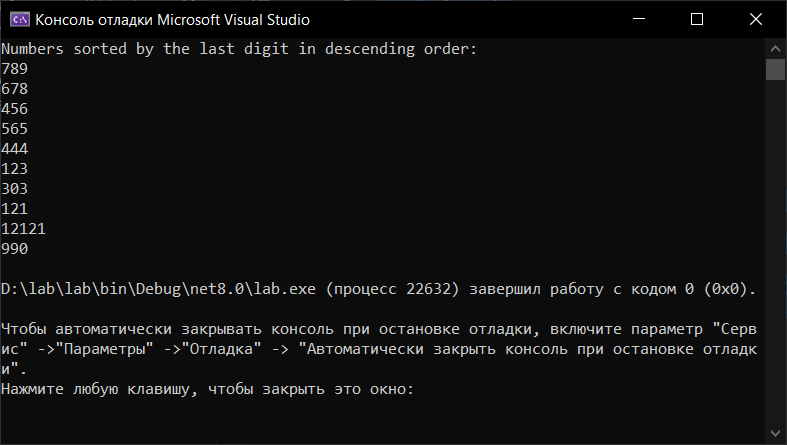 Консоль отладки Microsoft Visual Studio
Numbers sorted by the last digit in descending order:
789
678
456
565
444
123
303
121
12121
990
D:\lab\lab\bin\Debug\net8.0\lab.exe (процесс 22632) завершил работу с кодом 0 (0x0).
Чтобы автоматически закрывать консоль при остановке отладки, включите параметр "Серв
ис" ->"Параметры" ->"Отладка" -> "Автоматически закрыть консоль при остановке отладк
и".
Нажмите любую клавишу, чтобы закрыть это окно: